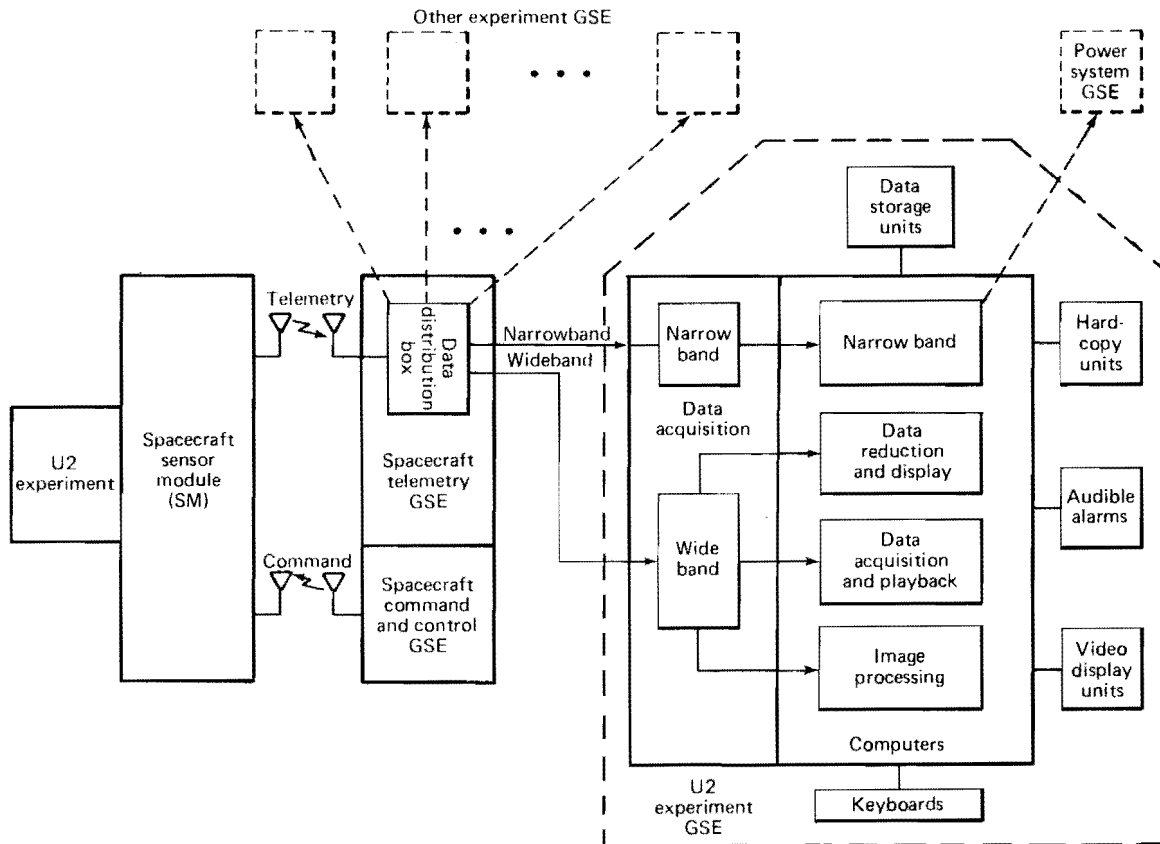 Other experiment GSE
Power
system
GSE
Data
storage
units
Telemetry
Data
distribution
box
Narrowband
Wideband
Narrow
band
Narrow band
Hard-
copy
units
Data
acquisition
Data
reduction
and display
U2
experiment
Spacecraft
sensor
module
(SM)
Spacecraft
telemetry
GSE
Audible
alarms
Wide
band
Data
acquisition
and playback
Command
Spacecraft
command
and control
GSE
Image
processing
Video
display
units
Computers
U2
experiment
GSE
Keyboards